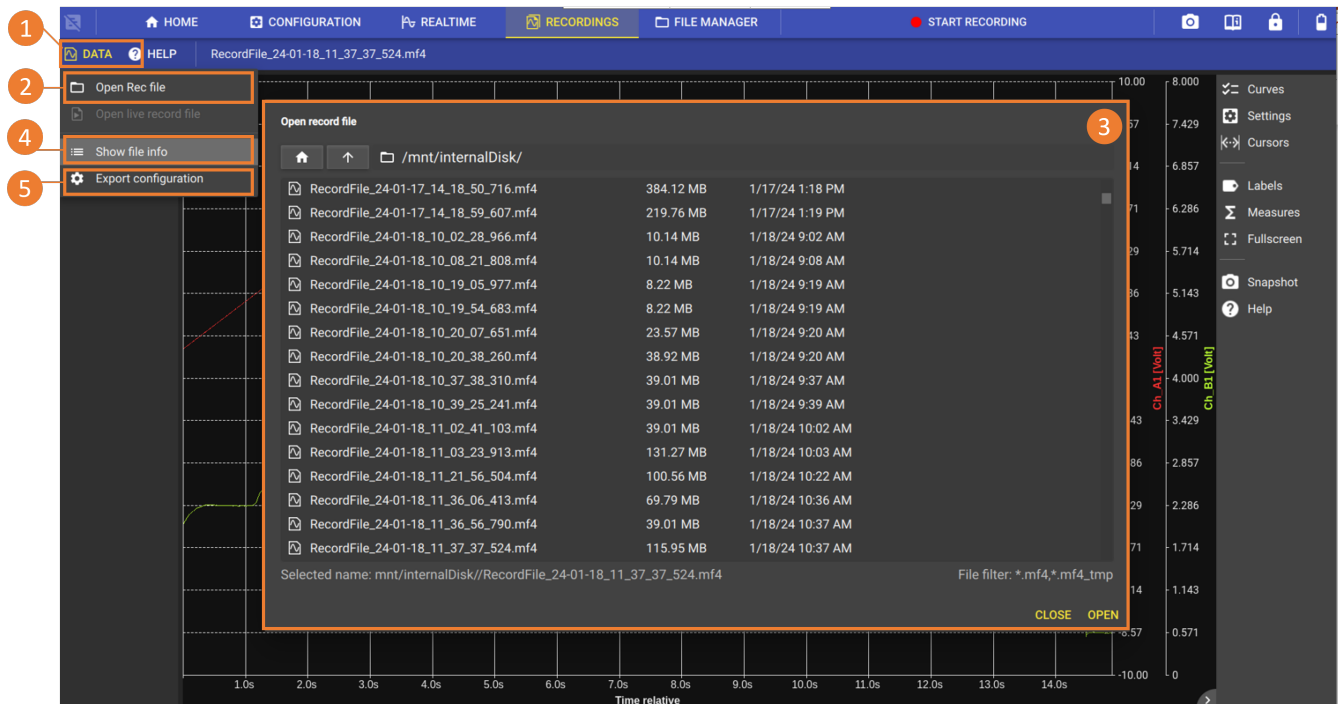 1
HOME
CONFIGURATION
REALTIME
RECORDINGS
FILE MANAGER
START RECORDING
DATA
HELP
RecordFile_24-01-18_11_37_37_524.mf4
2
Open Rec file
Open live record file
4
Show file info
5
Export configuration
Open record file
3
/mnt/internalDisk/
RecordFile_24-01-17_14_18_50_716.mf4 384.12 MB 1/17/24 1:18 PM
RecordFile_24-01-17_14_18_59_607.mf4 219.76 MB 1/17/24 1:19 PM
RecordFile_24-01-18_10_02_28_966.mf4 10.14 MB 1/18/24 9:02 AM
RecordFile_24-01-18_10_08_21_808.mf4 10.14 MB 1/18/24 9:08 AM
RecordFile_24-01-18_10_19_05_977.mf4 8.22 MB 1/18/24 9:19 AM
RecordFile_24-01-18_10_19_54_683.mf4 8.22 MB 1/18/24 9:19 AM
RecordFile_24-01-18_10_20_07_651.mf4 23.57 MB 1/18/24 9:20 AM
RecordFile_24-01-18_10_20_38_260.mf4 38.92 MB 1/18/24 9:20 AM
RecordFile_24-01-18_10_37_38_310.mf4 39.01 MB 1/18/24 9:37 AM
RecordFile_24-01-18_10_39_25_241.mf4 39.01 MB 1/18/24 9:39 AM
RecordFile_24-01-18_11_02_41_103.mf4 39.01 MB 1/18/24 10:02 AM
RecordFile_24-01-18_11_03_23_913.mf4 131.27 MB 1/18/24 10:03 AM
RecordFile_24-01-18_11_21_56_504.mf4 100.56 MB 1/18/24 10:22 AM
RecordFile_24-01-18_11_36_06_413.mf4 69.79 MB 1/18/24 10:36 AM
RecordFile_24-01-18_11_36_56_790.mf4 39.01 MB 1/18/24 10:37 AM
RecordFile_24-01-18_11_37_37_524.mf4 115.95 MB 1/18/24 10:37 AM
Selected name: mnt/internalDisk//RecordFile_24-01-18_11_37_37_524.mf4
File filter: *.mf4,*.mf4_tmp
CLOSE
OPEN
10.00
57
14
71
29
86
43
43
86
29
71
14
-8.57
-10.00
Ch_A1 [Volt]
8.000
7.429
6.857
6.286
5.714
5.143
4.571
4.000
3.429
2.857
2.286
1.714
1.143
0.571
0
Ch_B1 [Volt]
1.0s 2.0s 3.0s 4.0s 5.0s 6.0s 7.0s 8.0s 9.0s 10.0s 11.0s 12.0s 13.0s 14.0s
Time relative
Curves
Settings
Cursors
Labels
Measures
Fullscreen
Snapshot
Help